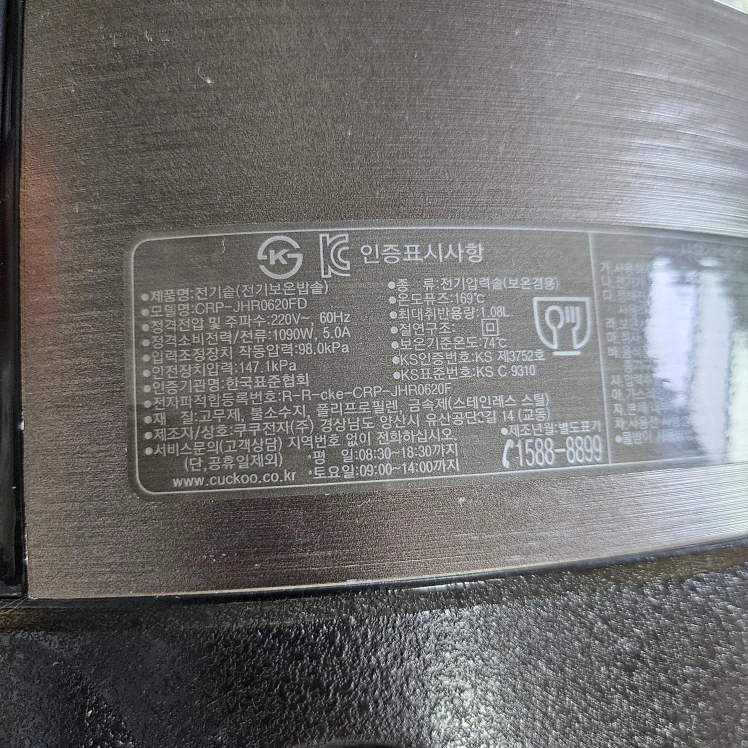 KS KC 인증표시사항
●제품명:전기솥(전기보온밥솥) ●종 류:전기압력솥(보온겸용)
●모델명:CRP-JHR0620FD ●온도퓨즈:169℃
●정격전압 및 주파수:220V~, 60Hz ●최대취반용량:1.08L
●정격소비전력/전류:1090W, 5.0A ●절연구조:
●압력조정장치 작동압력:98.0kPa ●보온기준온도:74℃
●안전장치압력:147.1kPa ●KS인증번호:KS 제3752호
●인증기관명:한국표준협회 ●KS표준번호:KS C 9310
●전자파적합등록번호:R-R-cke-CRP-JHR0620F
●재 질:고무제, 불소수지, 폴리프로필렌, 금속제(스테인레스 스틸)
●제조자/상호:쿠쿠전자(주) 경상남도 양산시 유산공단2길 14 (교동)
●서비스문의(고객상담) 지역번호 없이 전화하십시오. ●제조년월:별도표기
(단,공휴일제외) *평 일:08:30~18:30까지 1588-8899
www.cuckoo.co.kr *토요일:09:00~14:00까지